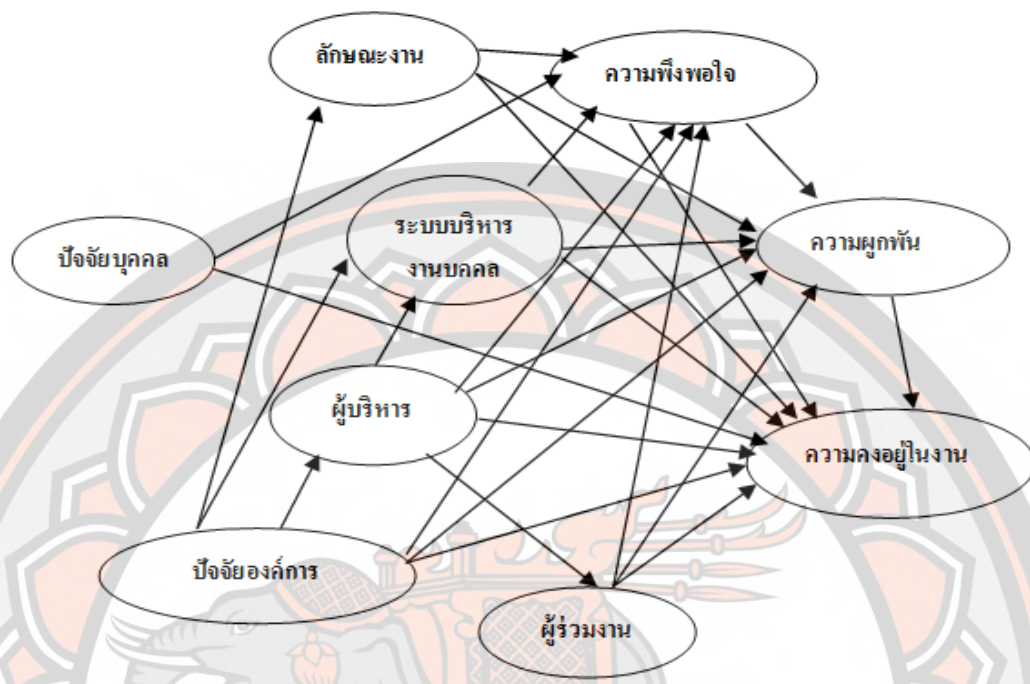 ลักษณะงาน
ความพึงพอใจ
ระบบบริหาร
งานบุคคล
ปัจจัยบุคคล
ความผูกพัน
ผู้บริหาร
ความคงอยู่ในงาน
ปัจจัยองค์การ
ผู้ร่วมงาน